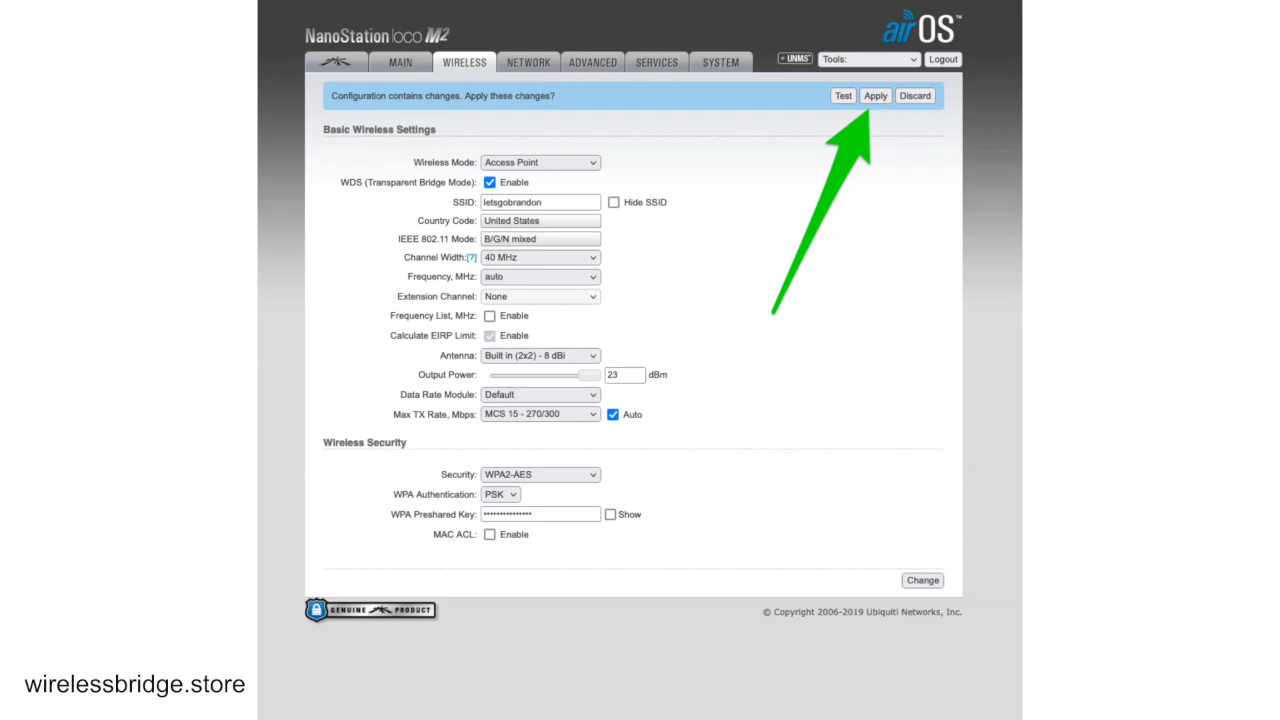 NanoStation loco M2
airOS™
MAIN WIRELESS NETWORK ADVANCED SERVICES SYSTEM
UNMS™ Tools: Logout
Configuration contains changes. Apply these changes? Test Apply Discard
Basic Wireless Settings
Wireless Mode: Access Point
WDS (Transparent Bridge Mode): Enable
SSID: letsgobrandon Hide SSID
Country Code: United States
IEEE 802.11 Mode: B/G/N mixed
Channel Width:[?] 40 MHz
Frequency, MHz: auto
Extension Channel: None
Frequency List, MHz: Enable
Calculate EIRP Limit: Enable
Antenna: Built in (2x2) - 8 dBi
Output Power: 23 dBm
Data Rate Module: Default
Max TX Rate, Mbps: MCS 15 - 270/300 Auto
Wireless Security
Security: WPA2-AES
WPA Authentication: PSK
WPA Preshared Key: ••••••••••••••• Show
MAC ACL: Enable
Change
GENUINE PRODUCT
© Copyright 2006-2019 Ubiquiti Networks, Inc.
wirelessbridge.store